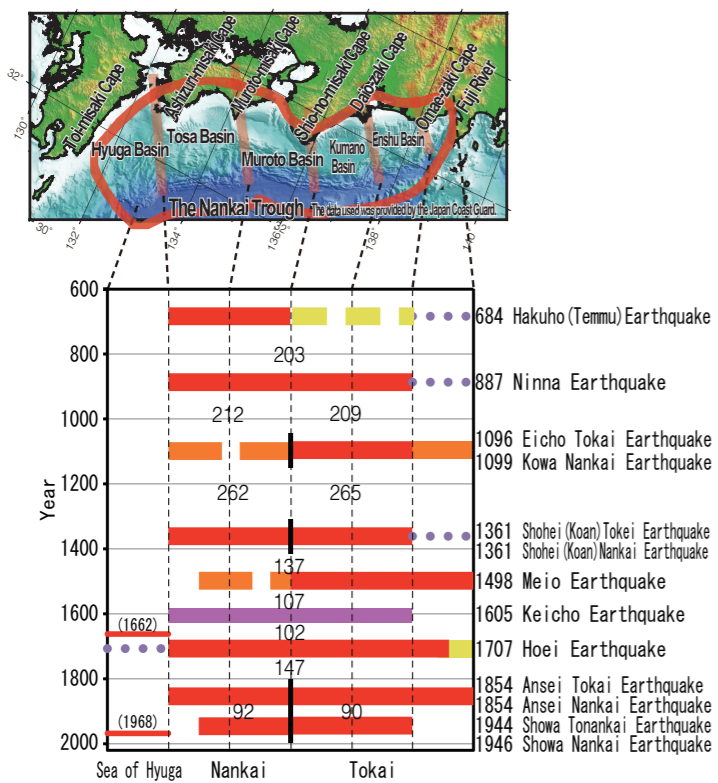 Toi-misaki Cape
Ashizuri-misaki Cape
Muroto-misaki Cape
Shio-no-misaki Cape
Daio-zaki Cape
Omae-zaki Cape
Fuji River
Hyuga Basin
Tosa Basin
Muroto Basin
Kumano
Basin
Enshu Basin
The Nankai Trough
The data used was provided by the Japan Coast Guard.
32°
130°
30°
132°
134°
136°
138°
140°
Year
600
800
1000
1200
1400
1600
1800
2000
684 Hakuho(Temmu)Earthquake
203
887 Ninna Earthquake
212
209
1096 Eicho Tokai Earthquake
1099 Kowa Nankai Earthquake
262
265
1361 Shohei(Koan)Tokei Earthquake
1361 Shohei(Koan)Nankai Earthquake
137
1498 Meio Earthquake
107
1605 Keicho Earthquake
(1662)
102
1707 Hoei Earthquake
147
1854 Ansei Tokai Earthquake
1854 Ansei Nankai Earthquake
92
90
(1968)
1944 Showa Tonankai Earthquake
1946 Showa Nankai Earthquake
Sea of Hyuga
Nankai
Tokai